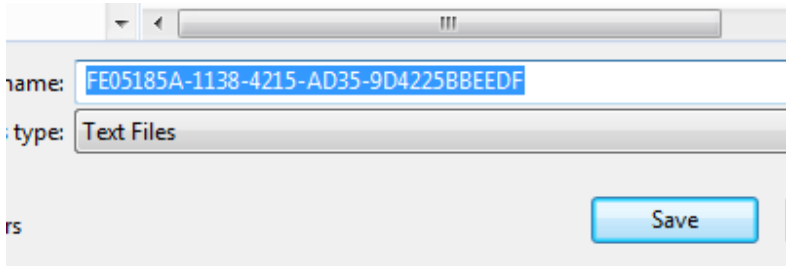 name: FE05185A-1138-4215-AD35-9D4225BBEEDF
type: Text Files
rs Save